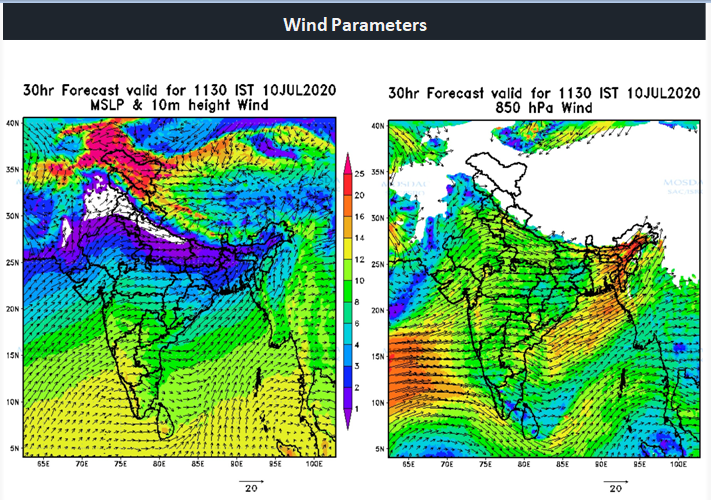 Wind Parameters
30hr Forecast valid for 1130 IST 10JUL2020
MSLP & 10m height Wind
40N
35N
30N
25N
20N
15N
10N
5N
65E 70E 75E 80E 85E 90E 95E 100E
20
25
20
16
14
12
10
8
6
4
3
2
1
30hr Forecast valid for 1130 IST 10JUL2020
850 hPa Wind
40N
35N
30N
25N
20N
15N
10N
5N
65E 70E 75E 80E 85E 90E 95E 100E
20